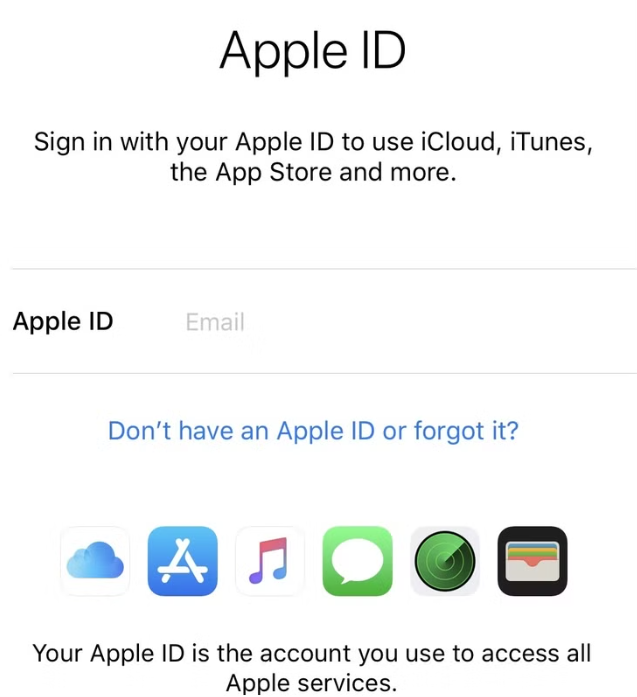 Apple ID
Sign in with your Apple ID to use iCloud, iTunes,
the App Store and more.
Apple ID Email
Don’t have an Apple ID or forgot it?
Your Apple ID is the account you use to access all
Apple services.